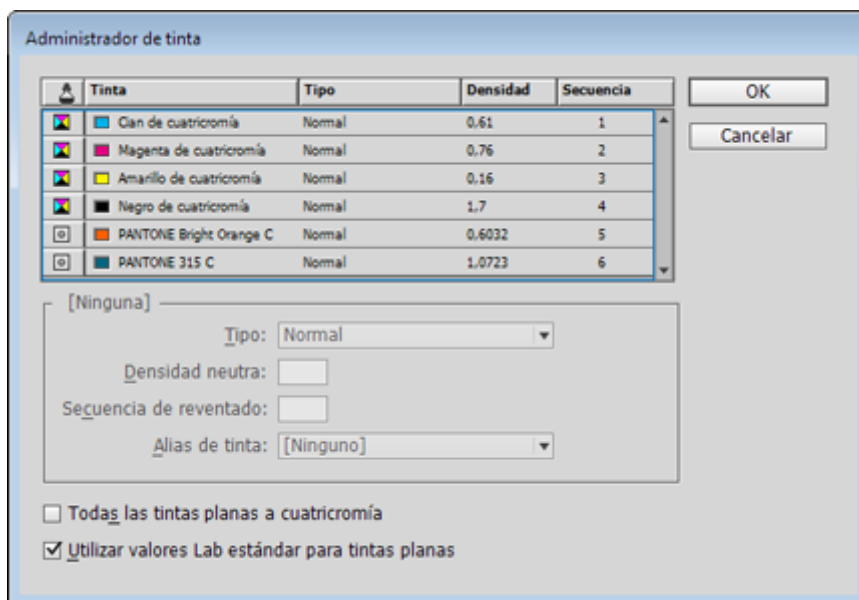 Administrador de tinta
Tinta Tipo Densidad Secuencia
Cian de cuatricromía Normal 0,61 1
Magenta de cuatricromía Normal 0,76 2
Amarillo de cuatricromía Normal 0,16 3
Negro de cuatricromía Normal 1,7 4
PANTONE Bright Orange C Normal 0,6032 5
PANTONE 315 C Normal 1,0723 6
OK
Cancelar
[Ninguna]
Tipo: Normal
Densidad neutra:
Secuencia de reventado:
Alias de tinta: [Ninguno]
Todas las tintas planas a cuatricromía
Utilizar valores Lab estándar para tintas planas